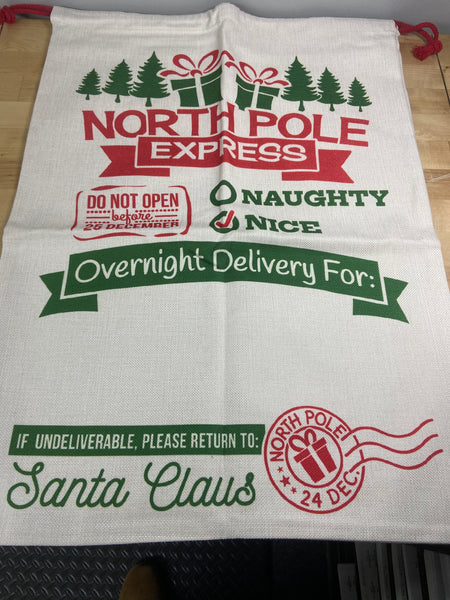 NORTH POLE
EXPRESS
DO NOT OPEN
before
25 DECEMBER
NAUGHTY
NICE
Overnight Delivery For:
IF UNDELIVERABLE, PLEASE RETURN TO:
Santa Claus
NORTH POLE
24 DEC.